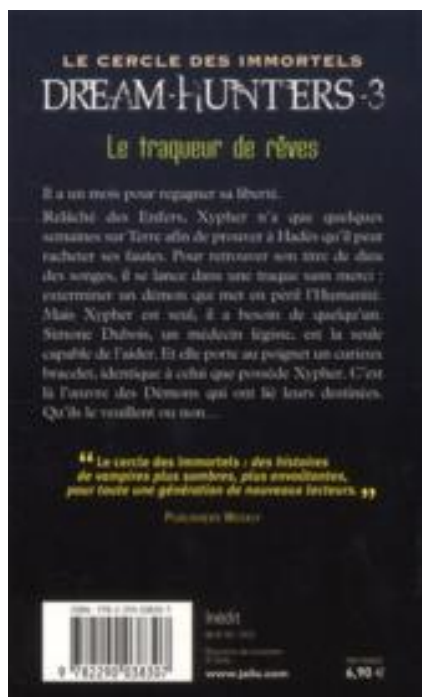 LE CERCLE DES IMMORTELS
DREAM-HUNTERS-3
Le traqueur de rêves
Il a un mois pour regagner sa liberté.
Relâché des Enfers, Xypher n'a que quelques
semaines sur Terre afin de prouver à Hadès qu'il peut
racheter ses fautes. Pour retrouver son titre de dieu
des songes, il se lance dans une traque sans merci :
exterminer un démon qui met en péril l'Humanité.
Mais Xypher est seul, il a besoin de quelqu'un.
Simone Dubois, un médecin légiste, est la seule
capable de l'aider. Et elle porte au poignet un curieux
bracelet, identique à celui que possède Xypher. C'est
là l'œuvre des Démons qui ont lié leurs destinées.
Qu'ils le veuillent ou non...
“ Le cercle des Immortels : des histoires
de vampires plus sombres, plus envoûtantes,
pour toute une génération de nouveaux lecteurs. ”
PUBLISHERS WEEKLY
Inédit
www.jailu.com
6,90 €